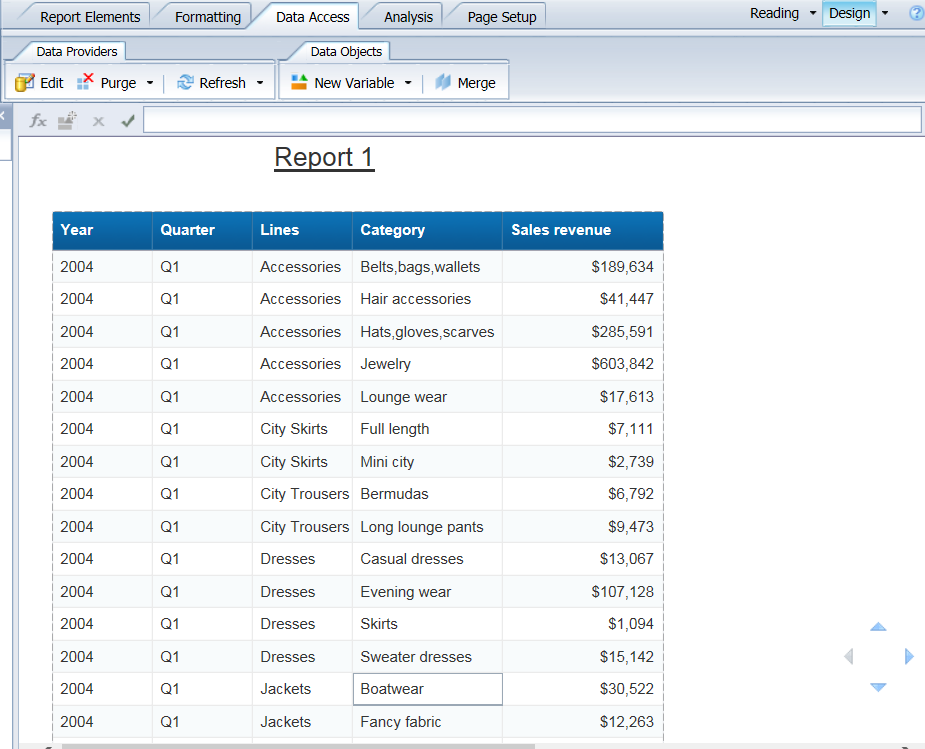 Report Elements Formatting Data Access Analysis Page Setup Reading Design ?
Data Providers Data Objects
Edit Purge Refresh New Variable Merge
fx
Report 1
Year Quarter Lines Category Sales revenue
2004 Q1 Accessories Belts,bags,wallets $189,634
2004 Q1 Accessories Hair accessories $41,447
2004 Q1 Accessories Hats,gloves,scarves $285,591
2004 Q1 Accessories Jewelry $603,842
2004 Q1 Accessories Lounge wear $17,613
2004 Q1 City Skirts Full length $7,111
2004 Q1 City Skirts Mini city $2,739
2004 Q1 City Trousers Bermudas $6,792
2004 Q1 City Trousers Long lounge pants $9,473
2004 Q1 Dresses Casual dresses $13,067
2004 Q1 Dresses Evening wear $107,128
2004 Q1 Dresses Skirts $1,094
2004 Q1 Dresses Sweater dresses $15,142
2004 Q1 Jackets Boatwear $30,522
2004 Q1 Jackets Fancy fabric $12,263